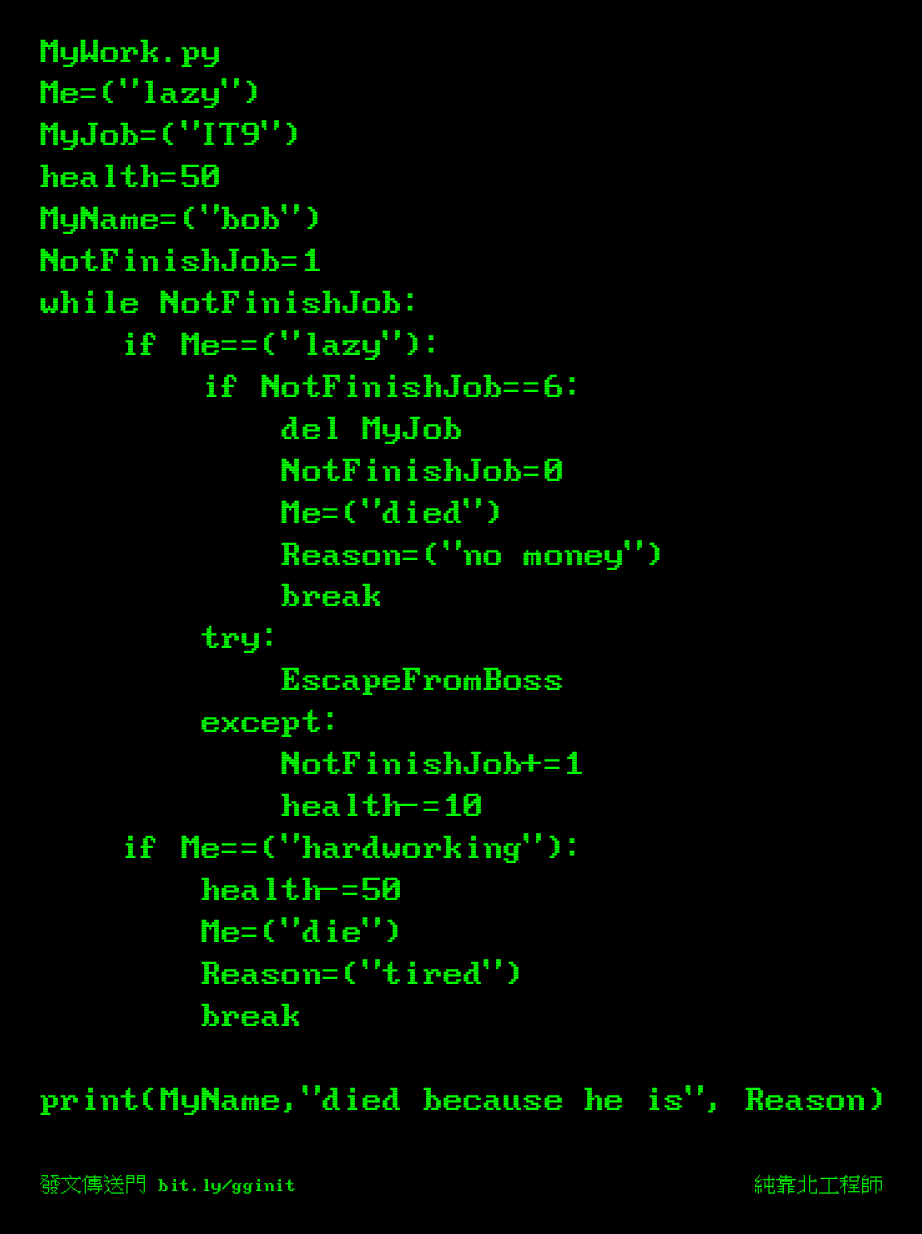 MyWork.py
Me=("lazy")
MyJob=("IT9")
health=50
MyName=("bob")
NotFinishJob=1
while NotFinishJob:
    if Me==("lazy"):
        if NotFinishJob==6:
            del MyJob
            NotFinishJob=0
            Me=("died")
            Reason=("no money")
            break
        try:
            EscapeFromBoss
        except:
            NotFinishJob+=1
            health-=10
    if Me==("hardworking"):
        health-=50
        Me=("die")
        Reason=("tired")
        break

print(MyName,"died because he is", Reason)
發文傳送門 bit.ly/gginit
純靠北工程師